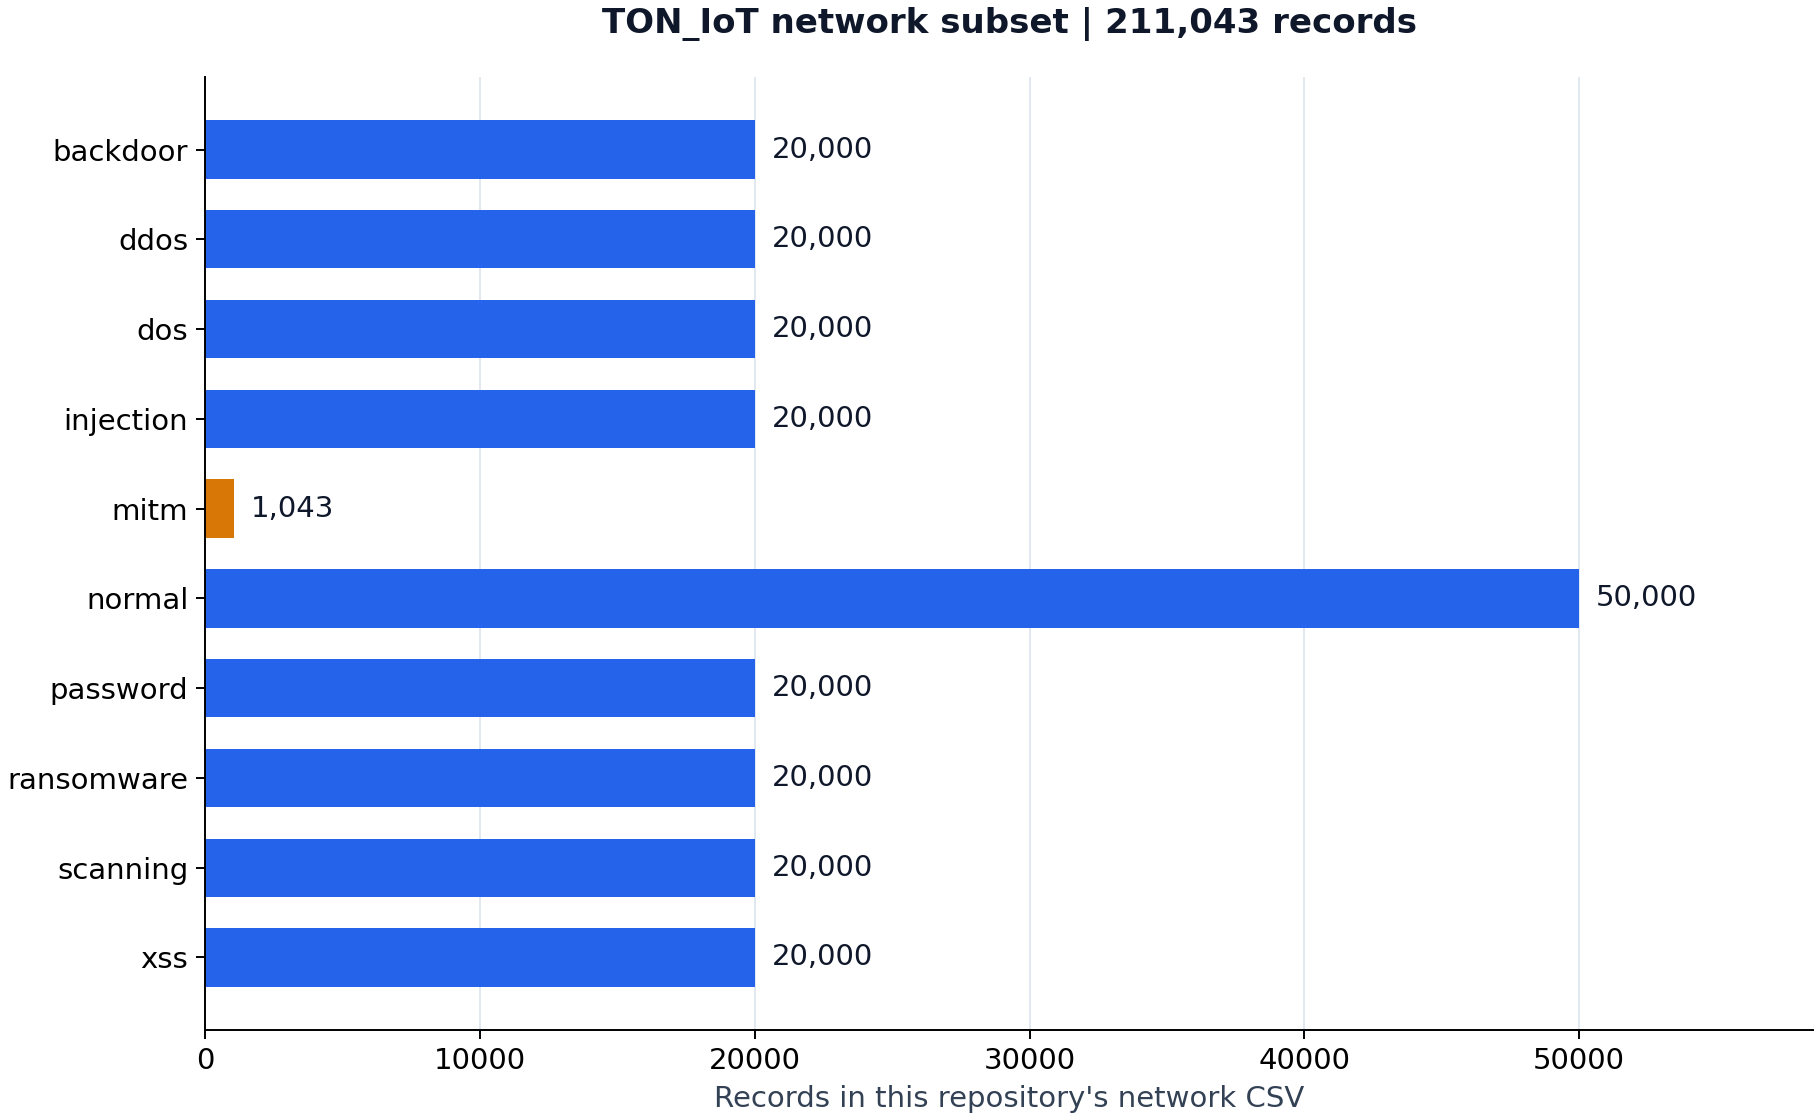 TON_IoT network subset | 211,043 records
backdoor 20,000
ddos 20,000
dos 20,000
injection 20,000
mitm 1,043
normal 50,000
password 20,000
ransomware 20,000
scanning 20,000
xss 20,000
0 10000 20000 30000 40000 50000
Records in this repository's network CSV